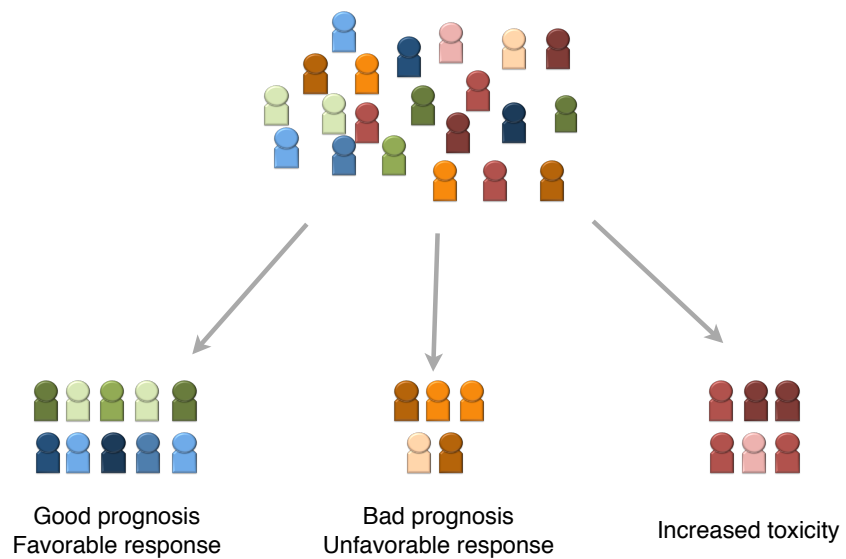 Good prognosis
Favorable response
Bad prognosis
Unfavorable response
Increased toxicity